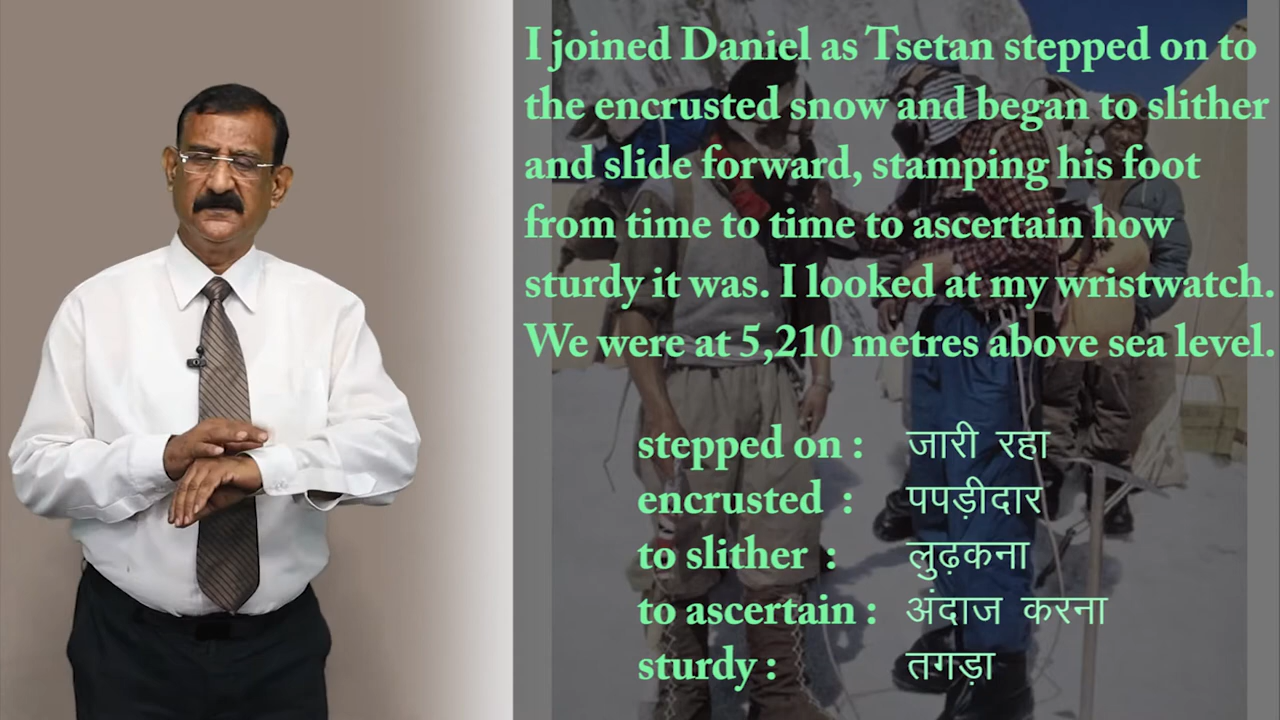 I joined Daniel as Tsetan stepped on to
the encrusted snow and began to slither
and slide forward, stamping his foot
from time to time to ascertain how
sturdy it was. I looked at my wristwatch.
We were at 5,210 metres above sea level.
stepped on : जारी रहा
encrusted : पपड़ीदार
to slither : लुढ़कना
to ascertain : अंदाज करना
sturdy : तगड़ा